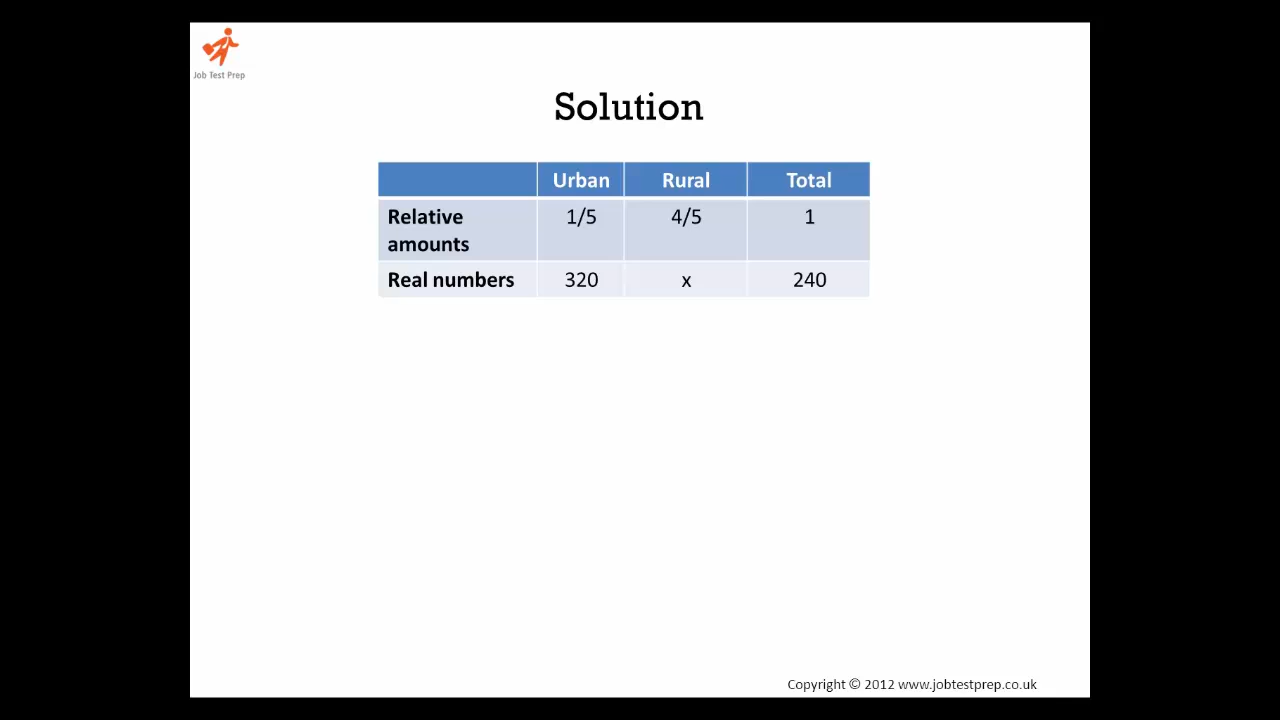 Job Test Prep
Solution
Urban Rural Total
Relative 1/5 4/5 1
amounts
Real numbers 320 x 240
Copyright © 2012 www.jobtestprep.co.uk